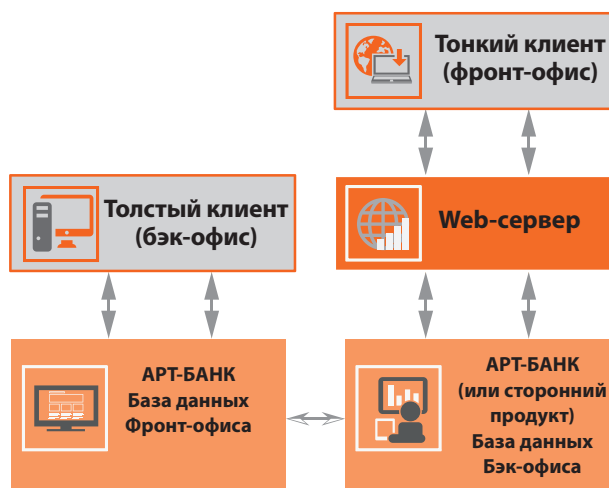 Тонкий клиент
(фронт-офис)
Толстый клиент
(бэк-офис)
Web-сервер
АРТ-БАНК
База данных
Фронт-офиса
АРТ-БАНК
(или сторонний
продукт)
База данных
Бэк-офиса